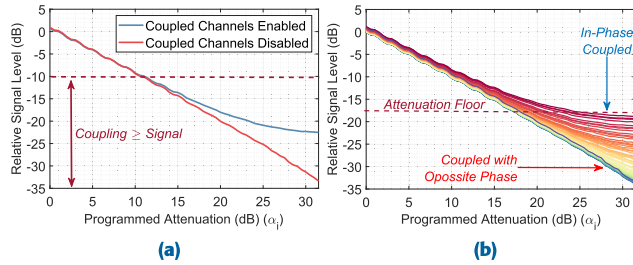 Relative Signal Level (dB)
5
0
-5
-10
-15
-20
-25
-30
-35
Coupled Channels Enabled
Coupled Channels Disabled
Coupling ≥ Signal
0 5 10 15 20 25 30
Programmed Attenuation (dB) (αi)
(a)
Relative Signal Level (dB)
5
0
-5
-10
-15
-20
-25
-30
-35
In-Phase
Coupled
Attenuation Floor
Coupled with
Opossite Phase
0 5 10 15 20 25 30
Programmed Attenuation (dB) (αi)
(b)